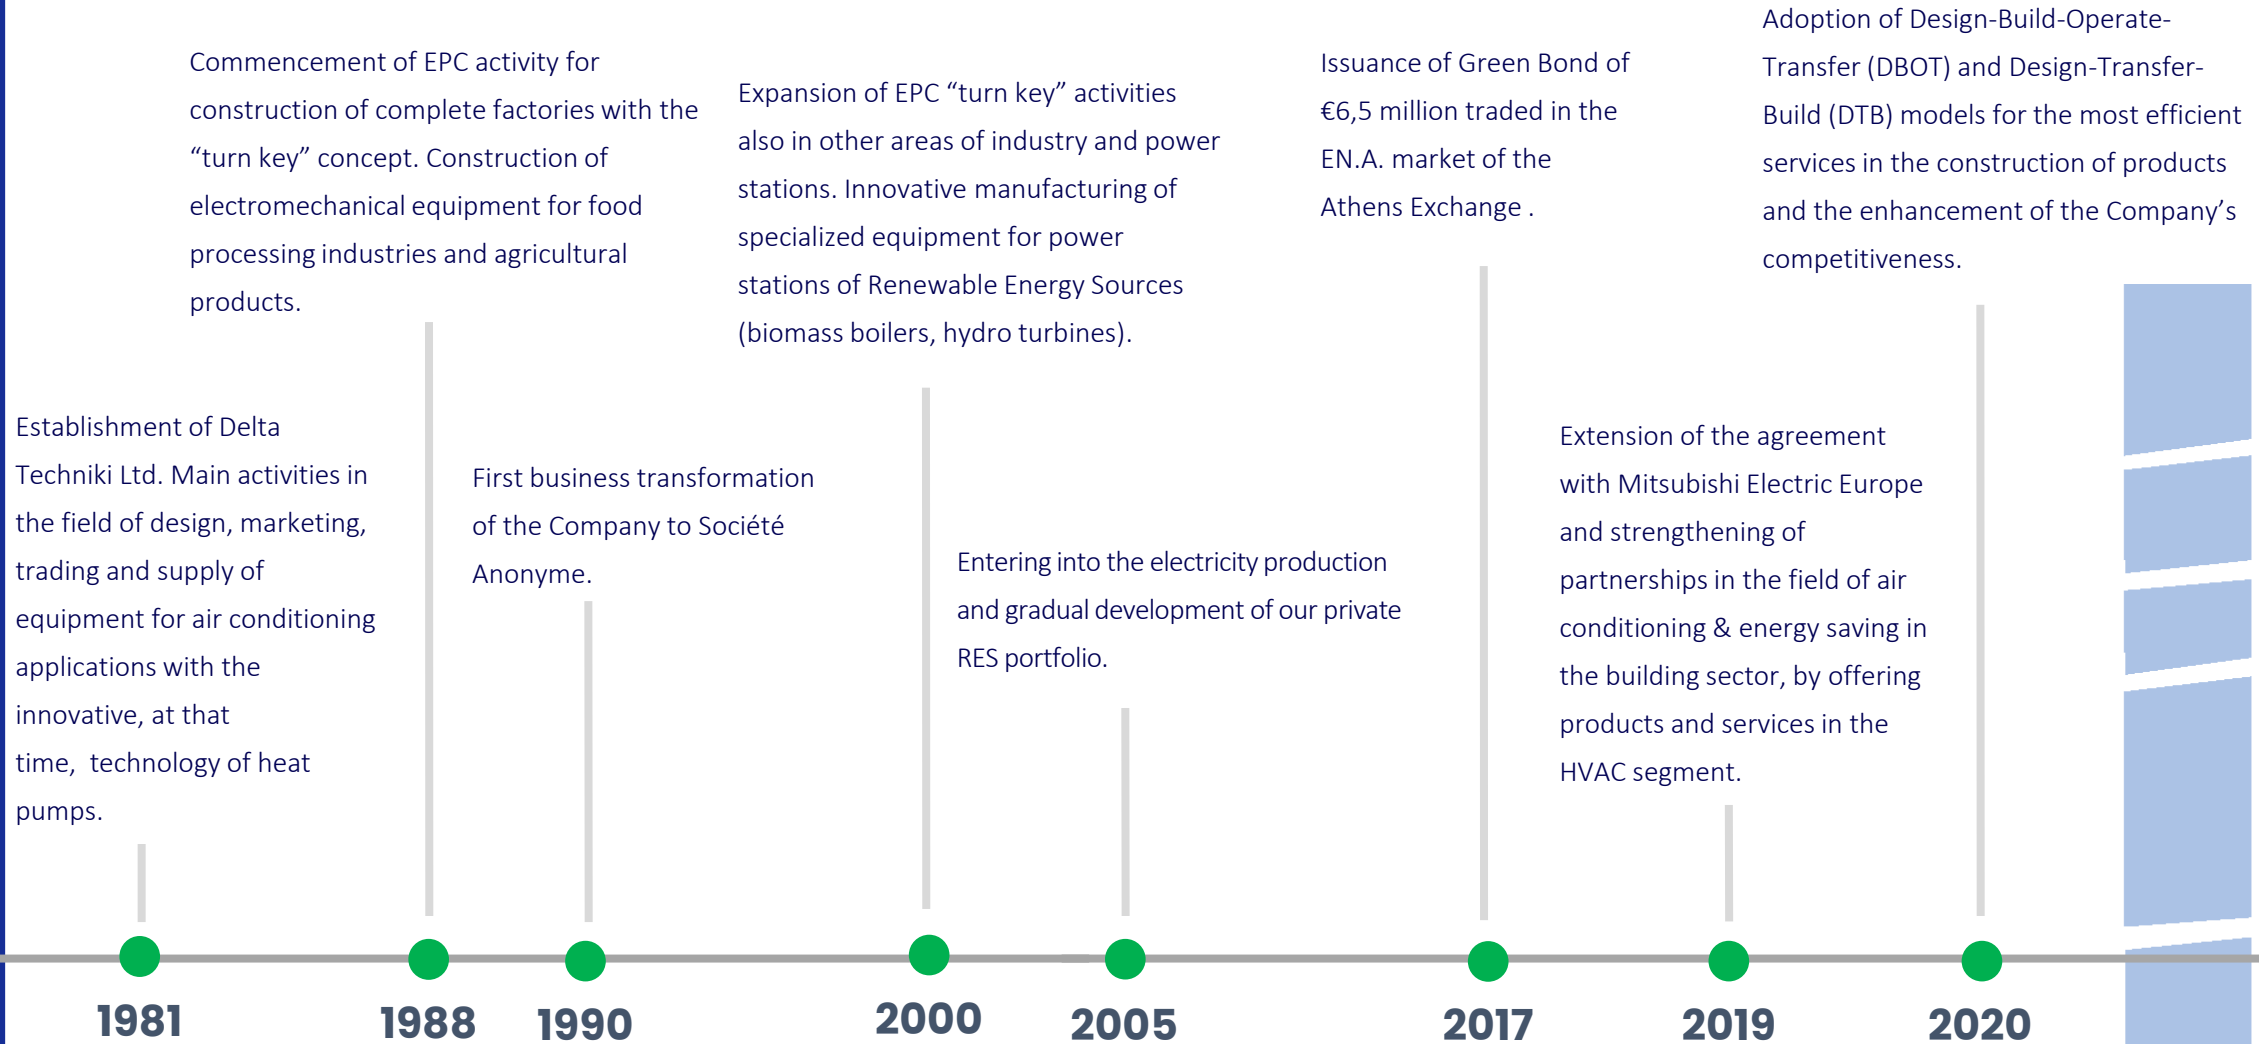 Establishment of Delta
Techniki Ltd. Main activities in
the field of design, marketing,
trading and supply of
equipment for air conditioning
applications with the
innovative, at that
time,  technology of heat
pumps.
1981
Commencement of EPC activity for
construction of complete factories with the
“turn key” concept. Construction of
electromechanical equipment for food
processing industries and agricultural
products.
1988
First business transformation
of the Company to Société
Anonyme.
1990
Expansion of EPC “turn key” activities
also in other areas of industry and power
stations. Innovative manufacturing of
specialized equipment for power
stations of Renewable Energy Sources
(biomass boilers, hydro turbines).
2000
Entering into the electricity production
and gradual development of our private
RES portfolio.
2005
Issuance of Green Bond of
€6,5 million traded in the
EN.A. market of the
Athens Exchange .
2017
Extension of the agreement
with Mitsubishi Electric Europe
and strengthening of
partnerships in the field of air
conditioning & energy saving in
the building sector, by offering
products and services in the
HVAC segment.
2019
Adoption of Design-Build-Operate-
Transfer (DBOT) and Design-Transfer-
Build (DTB) models for the most efficient
services in the construction of products
and the enhancement of the Company’s
competitiveness.
2020